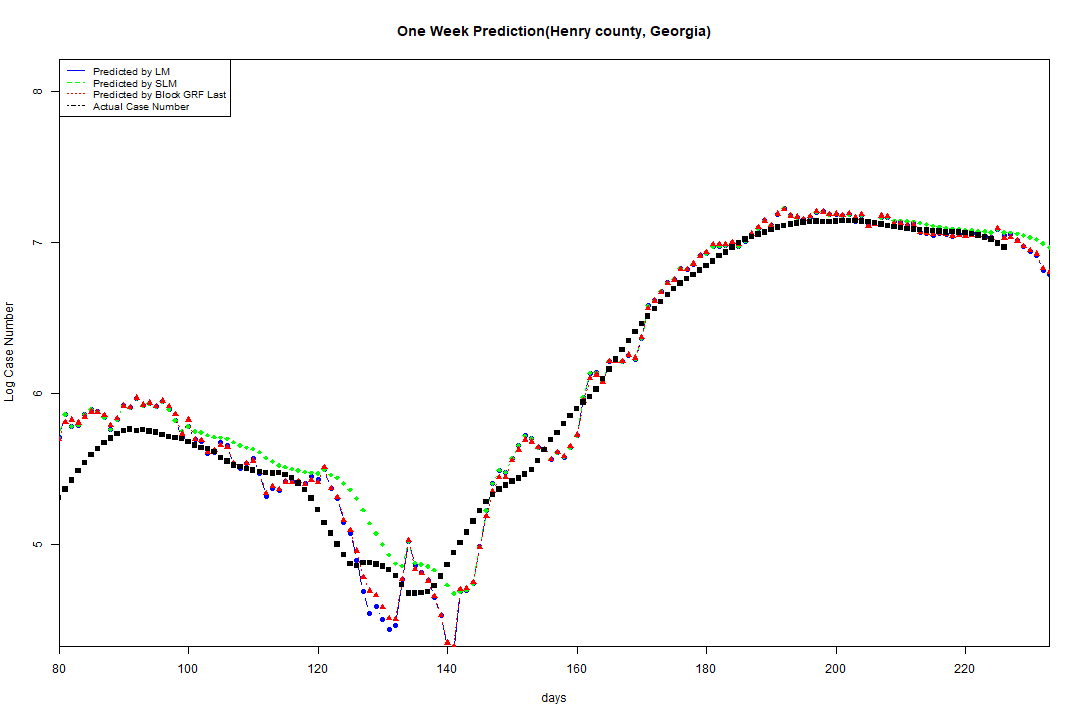 One Week Prediction(Henry county, Georgia)
Predicted by LM
Predicted by SLM
Predicted by Block GRF Last
Actual Case Number
8
7
6
5
Log Case Number
80 100 120 140 160 180 200 220
days